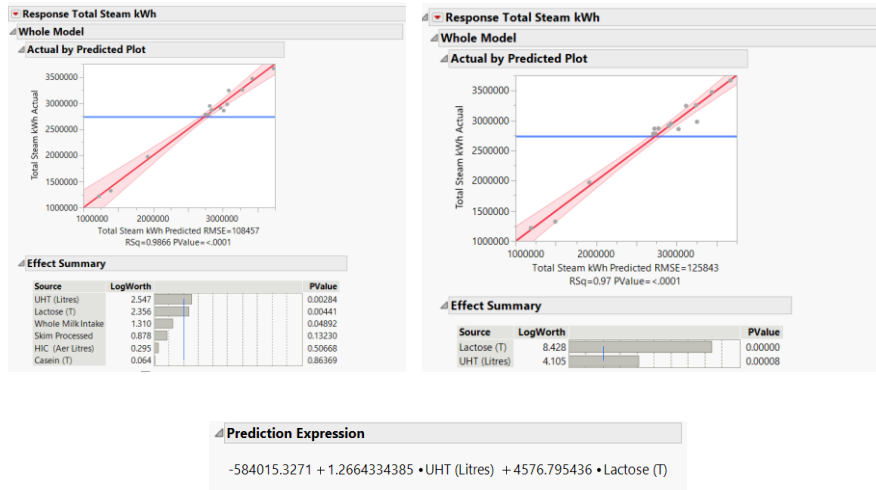 Response Total Steam kWh
Whole Model
Actual by Predicted Plot
Total Steam kWh Actual
3500000
3000000
2500000
2000000
1500000
1000000
1000000 2000000 3000000
Total Steam kWh Predicted RMSE=108457
RSq=0.9866 PValue=<.0001
Effect Summary
Source LogWorth PValue
UHT (Litres) 2.547 0.00284
Lactose (T) 2.356 0.00441
Whole Milk Intake 1.310 0.04892
Skim Processed 0.878 0.13230
HIC (Aer Litres) 0.295 0.50668
Casein (T) 0.064 0.86369
Response Total Steam kWh
Whole Model
Actual by Predicted Plot
Total Steam kWh Actual
3500000
3000000
2500000
2000000
1500000
1000000
1000000 2000000 3000000
Total Steam kWh Predicted RMSE=125843
RSq=0.97 PValue=<.0001
Effect Summary
Source LogWorth PValue
Lactose (T) 8.428 0.00000
UHT (Litres) 4.105 0.00008
Prediction Expression
-584015.3271 + 1.2664334385 • UHT (Litres) + 4576.795436 • Lactose (T)